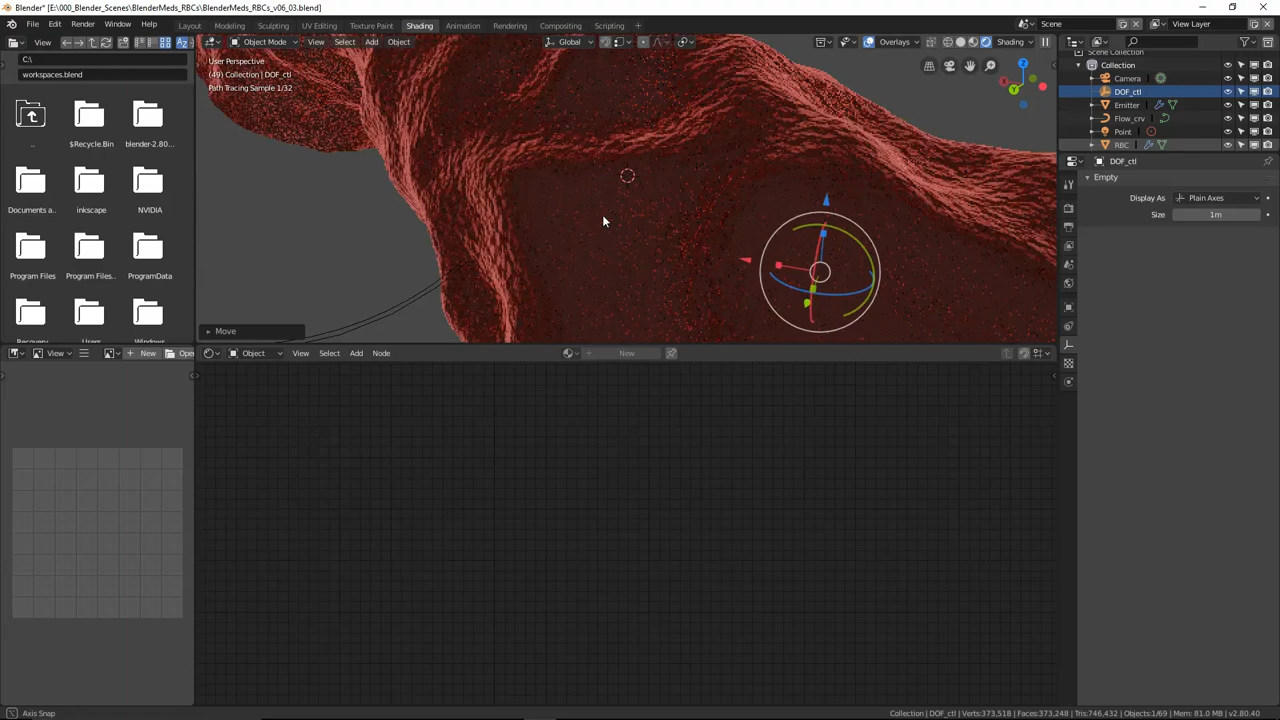 Blender* [E:\000_Blender_Scenes\BlenderMeds_RBCs\BlenderMeds_RBCs_v06_03.blend]
File Edit Render Window Help Layout Modeling Sculpting UV Editing Texture Paint Shading Animation Rendering Compositing Scripting Scene View Layer
View Object Mode View Select Add Object Global Overlays Shading
Scene Collection
C:\
workspaces.blend
User Perspective
(49) Collection | DOF_ctl
Path Tracing Sample 1/32
Collection
Camera
DOF_ctl
Emitter
Flow_crv
Point
RBC
.. $Recycle.Bin blender-2.80...
Documents a... inkscape NVIDIA
Program Files Program Files... ProgramData
Recovery Users Windows
DOF_ctl
Empty
Display As Plain Axes
Size 1m
X
Y
Z
Move
View New Open Object View Select Add Node New
Axis Snap
Collection | DOF_ctl | Verts:373,518 | Faces:373,248 | Tris:746,432 | Objects:1/69 | Mem: 81.0 MB | v2.80.40